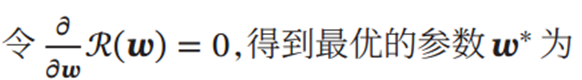 令 ∂/∂𝒘 ℛ(𝒘) = 0,得到最优的参数 𝒘* 为